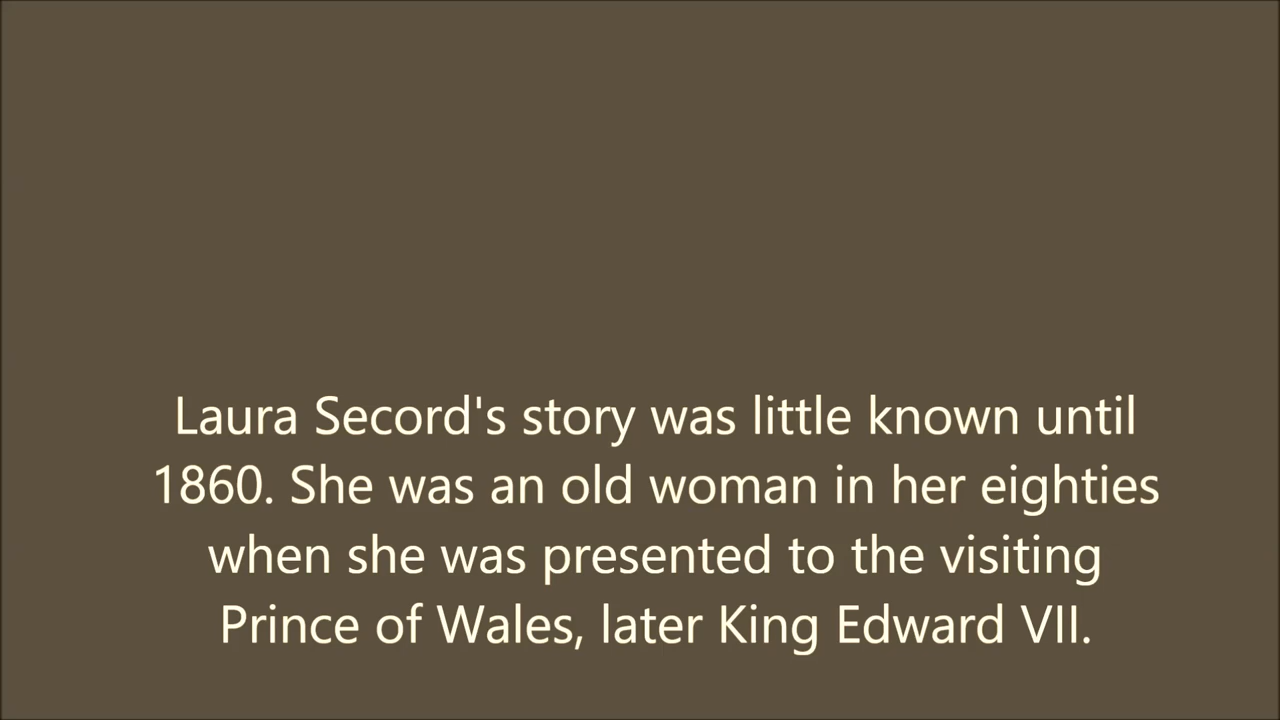 Laura Secord's story was little known until
1860. She was an old woman in her eighties
when she was presented to the visiting
Prince of Wales, later King Edward VII.